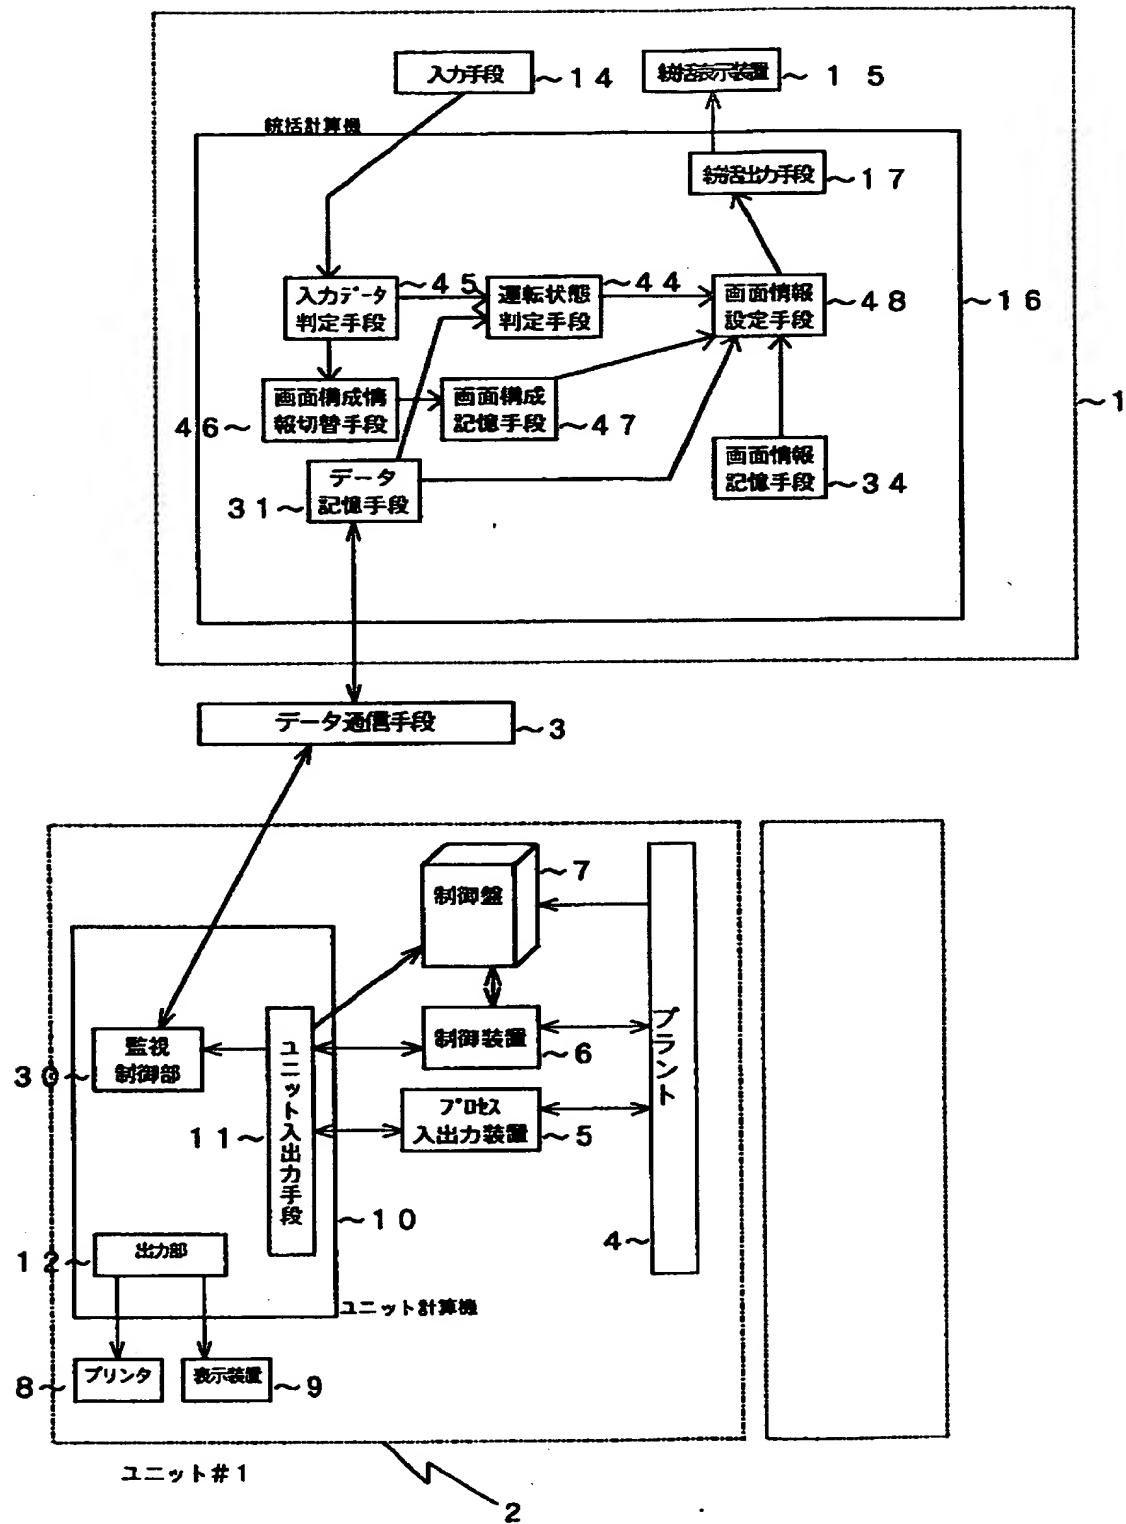 入力手段
~14
統括表示装置
~15
統括計算機
統括出力手段
~17
入力データ
判定手段
~45
運転状態
判定手段
~44
画面情報
設定手段
~48
~16
画面構成情
報切替手段
46~
画面構成
記憶手段
~47
~1
データ
記憶手段
31~
画面情報
記憶手段
~34
データ通信手段
~3
制御盤
~7
監視
制御部
30~
ユニット入出力手段
11~
制御装置
~6
プロセス
入出力装置
~5
プラント
4~
~10
出力部
12~
ユニット計算機
プリンタ
8~
表示装置
~9
ユニット#1
2